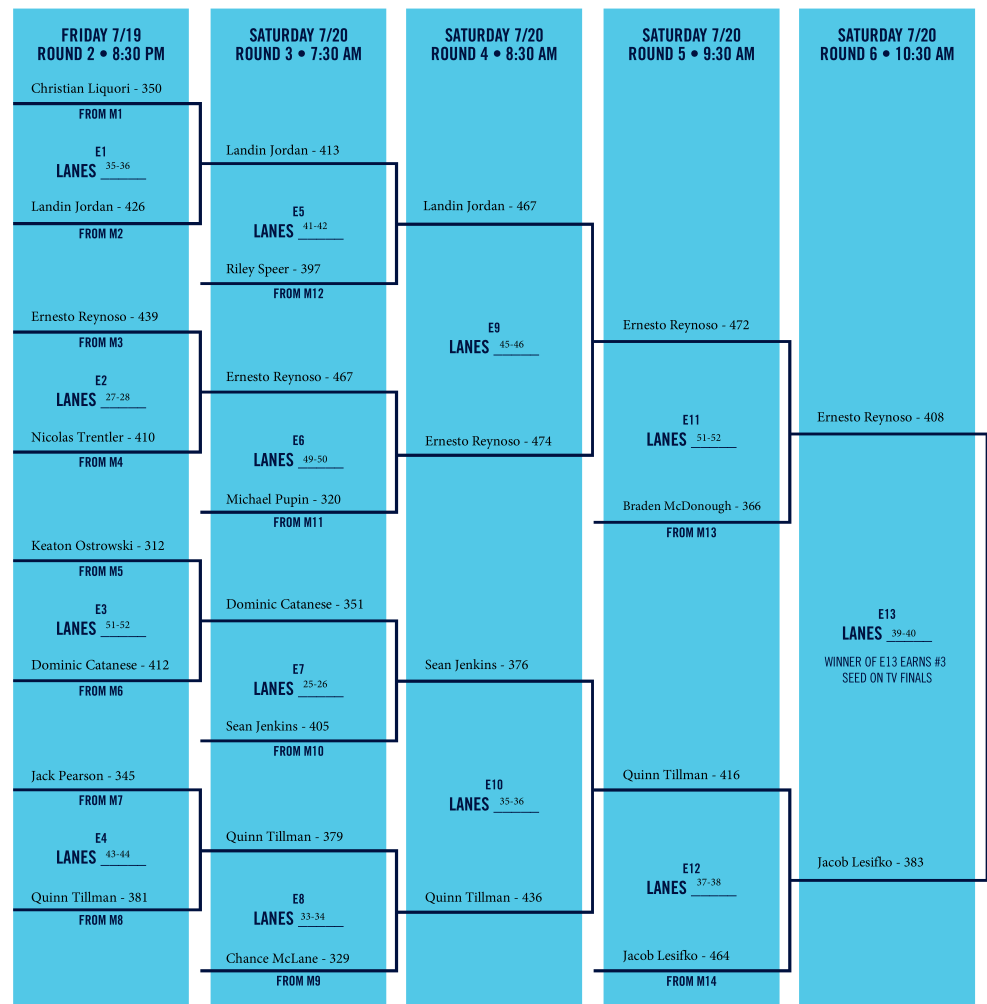 FRIDAY 7/19
ROUND 2 • 8:30 PM
Christian Liquori - 350
FROM M1
E1
LANES 35-36
Landin Jordan - 426
FROM M2
Ernesto Reynoso - 439
FROM M3
E2
LANES 27-28
Nicolas Trentler - 410
FROM M4
Keaton Ostrowski - 312
FROM M5
E3
LANES 51-52
Dominic Catanese - 412
FROM M6
Jack Pearson - 345
FROM M7
E4
LANES 43-44
Quinn Tillman - 381
FROM M8
SATURDAY 7/20
ROUND 3 • 7:30 AM
Landin Jordan - 413
E5
LANES 41-42
Riley Speer - 397
FROM M12
Ernesto Reynoso - 467
E6
LANES 49-50
Michael Pupin - 320
FROM M11
Dominic Catanese - 351
E7
LANES 25-26
Sean Jenkins - 405
FROM M10
Quinn Tillman - 379
E8
LANES 33-34
Chance McLane - 329
FROM M9
SATURDAY 7/20
ROUND 4 • 8:30 AM
Landin Jordan - 467
E9
LANES 45-46
Ernesto Reynoso - 474
Sean Jenkins - 376
E10
LANES 35-36
Quinn Tillman - 436
SATURDAY 7/20
ROUND 5 • 9:30 AM
Ernesto Reynoso - 472
E11
LANES 51-52
Braden McDonough - 366
FROM M13
Quinn Tillman - 416
E12
LANES 37-38
Jacob Lesifko - 464
FROM M14
SATURDAY 7/20
ROUND 6 • 10:30 AM
Ernesto Reynoso - 408
E13
LANES 39-40
WINNER OF E13 EARNS #3
SEED ON TV FINALS
Jacob Lesifko - 383